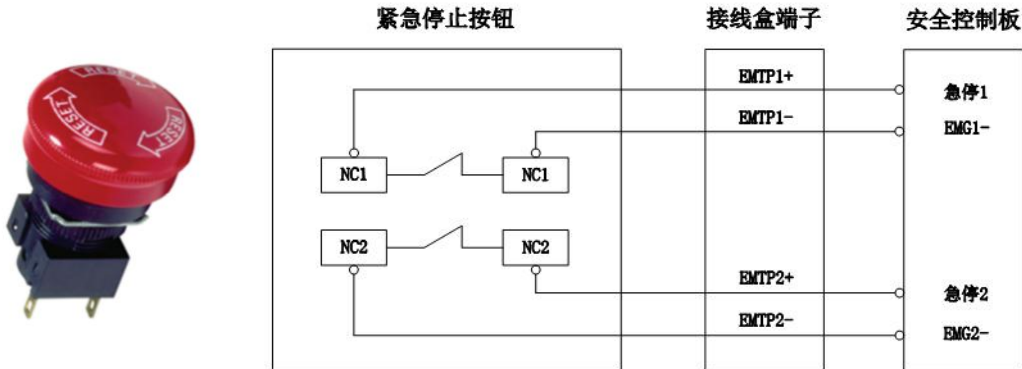 紧急停止按钮 接线盒端子 安全控制板
RESET RESET RESET
EMTP1+ 急停1
EMTP1- EMG1-
NC1 NC1
NC2 NC2
EMTP2+ 急停2
EMTP2- EMG2-